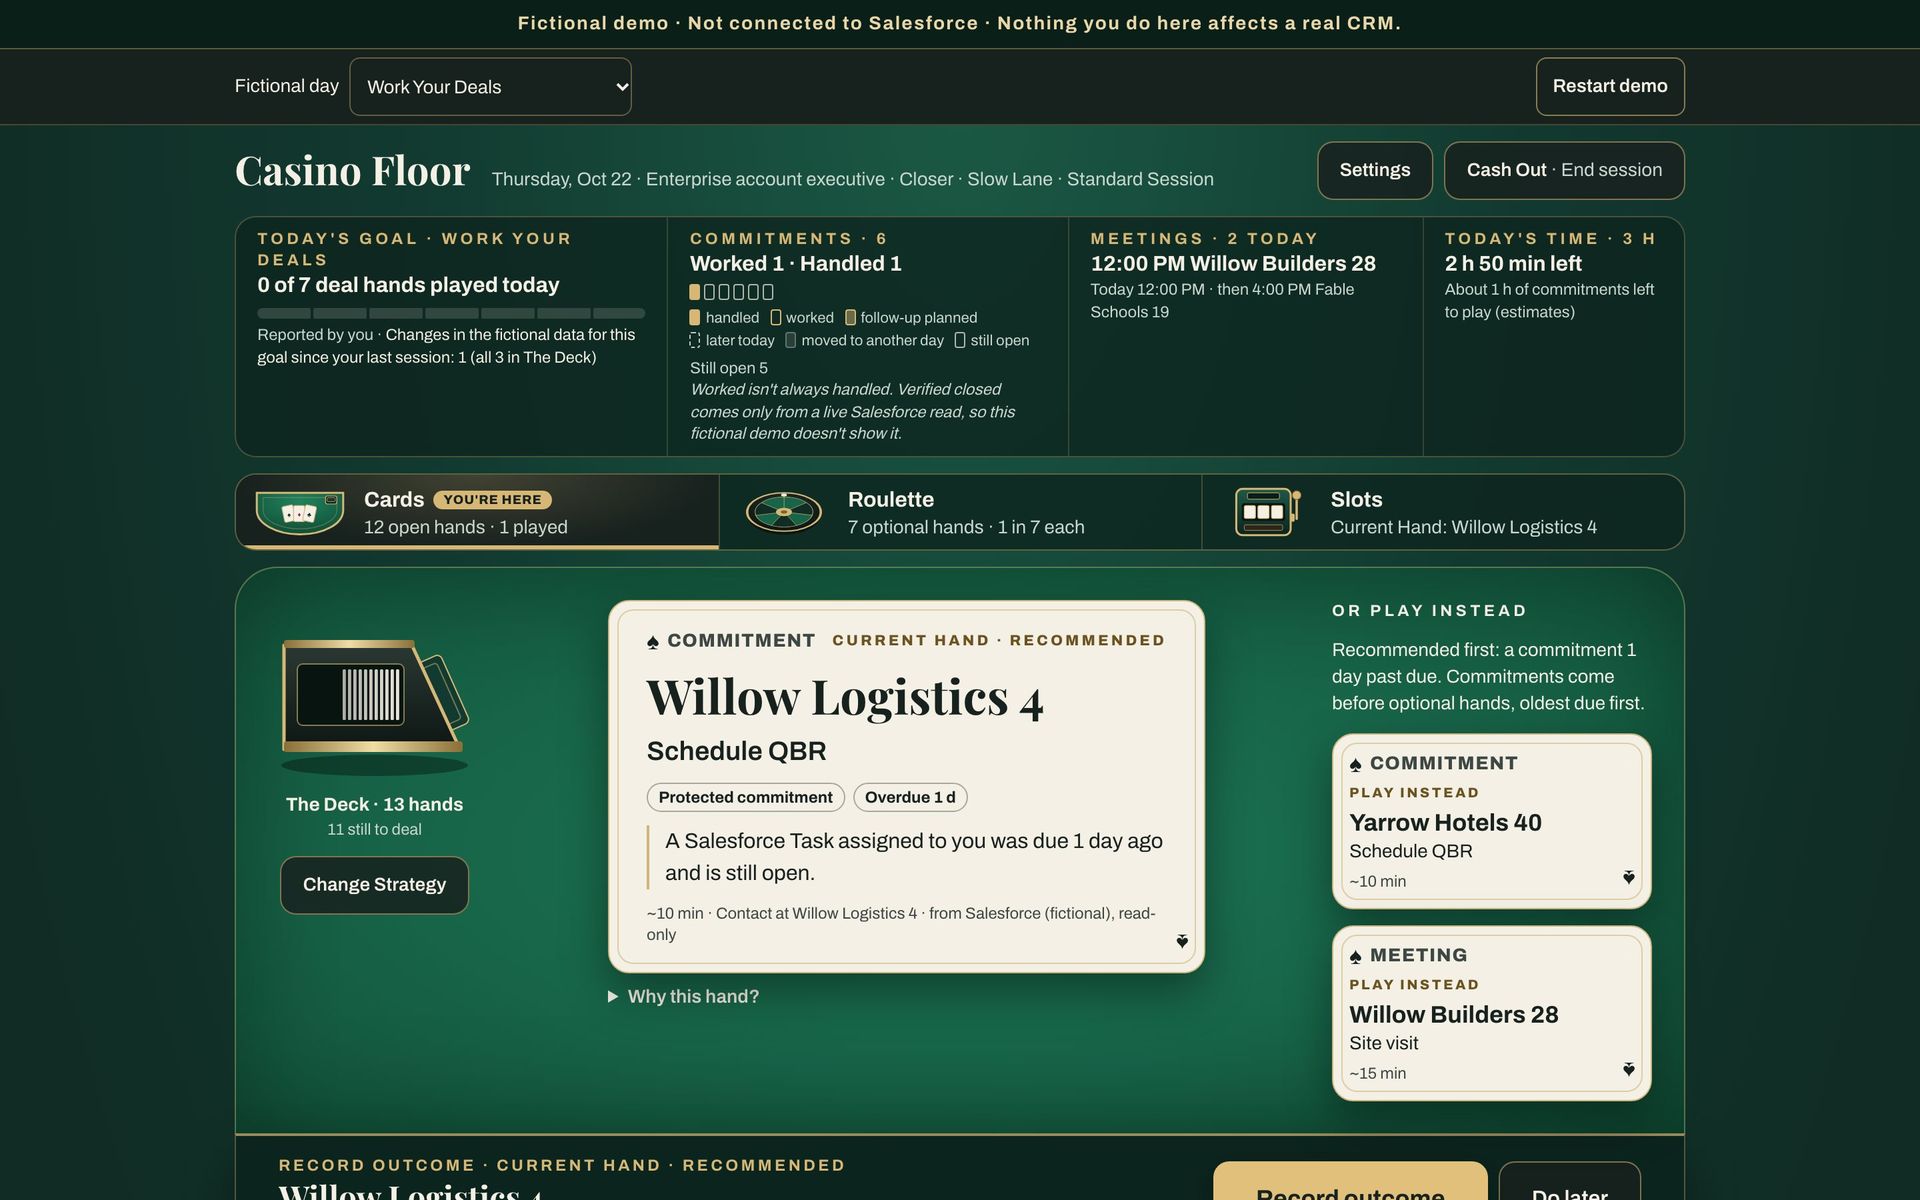 Fictional demo · Not connected to Salesforce · Nothing you do here affects a real CRM.
Fictional day
Work Your Deals
Restart demo
Casino Floor
Thursday, Oct 22 · Enterprise account executive · Closer · Slow Lane · Standard Session
Settings
Cash Out · End session
TODAY'S GOAL · WORK YOUR
DEALS
0 of 7 deal hands played today
Reported by you · Changes in the fictional data for this
goal since your last session: 1 (all 3 in The Deck)
COMMITMENTS · 6
Worked 1 · Handled 1
handled worked follow-up planned
later today moved to another day still open
Still open 5
Worked isn't always handled. Verified closed
comes only from a live Salesforce read, so this
fictional demo doesn't show it.
MEETINGS · 2 TODAY
12:00 PM Willow Builders 28
Today 12:00 PM · then 4:00 PM Fable
Schools 19
TODAY'S TIME · 3 H
2 h 50 min left
About 1 h of commitments left
to play (estimates)
Cards YOU'RE HERE
12 open hands · 1 played
Roulette
7 optional hands · 1 in 7 each
Slots
Current Hand: Willow Logistics 4
The Deck · 13 hands
11 still to deal
Change Strategy
♠ COMMITMENT CURRENT HAND · RECOMMENDED
Willow Logistics 4
Schedule QBR
Protected commitment
Overdue 1 d
A Salesforce Task assigned to you was due 1 day ago
and is still open.
~10 min · Contact at Willow Logistics 4 · from Salesforce (fictional), read-
only
Why this hand?
OR PLAY INSTEAD
Recommended first: a commitment 1
day past due. Commitments come
before optional hands, oldest due first.
♠ COMMITMENT
PLAY INSTEAD
Yarrow Hotels 40
Schedule QBR
~10 min
♠ MEETING
PLAY INSTEAD
Willow Builders 28
Site visit
~15 min
RECORD OUTCOME · CURRENT HAND · RECOMMENDED
Willow Logistics 4
Record outcome
Do later